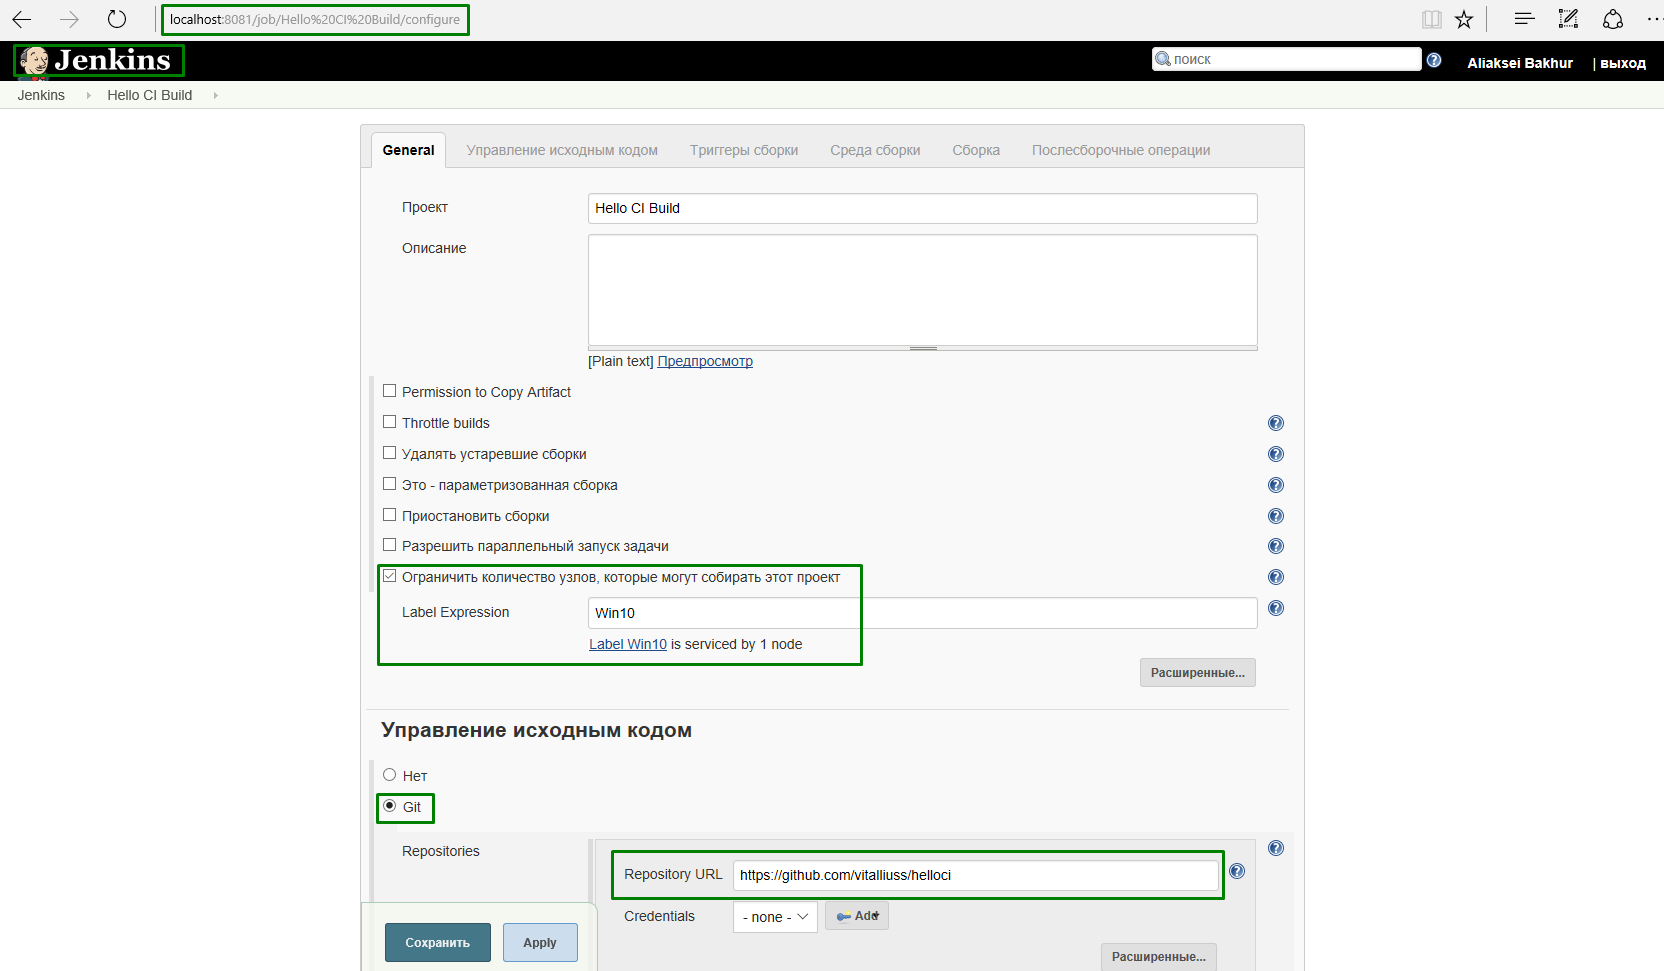 localhost:8081/job/Hello%20CI%20Build/configure
Jenkins
поиск
Aliaksei Bakhur | выход
Jenkins Hello CI Build
General Управление исходным кодом Триггеры сборки Среда сборки Сборка Послесборочные операции
Проект Hello CI Build
Описание
[Plain text] Предпросмотр
Permission to Copy Artifact
Throttle builds
Удалять устаревшие сборки
Это - параметризованная сборка
Приостановить сборки
Разрешить параллельный запуск задачи
Ограничить количество узлов, которые могут собирать этот проект
Label Expression Win10
Label Win10 is serviced by 1 node
Расширенные...
Управление исходным кодом
Нет
Git
Repositories
Repository URL https://github.com/vitalliuss/helloci
Credentials - none - Add
Сохранить Apply
Расширенные...